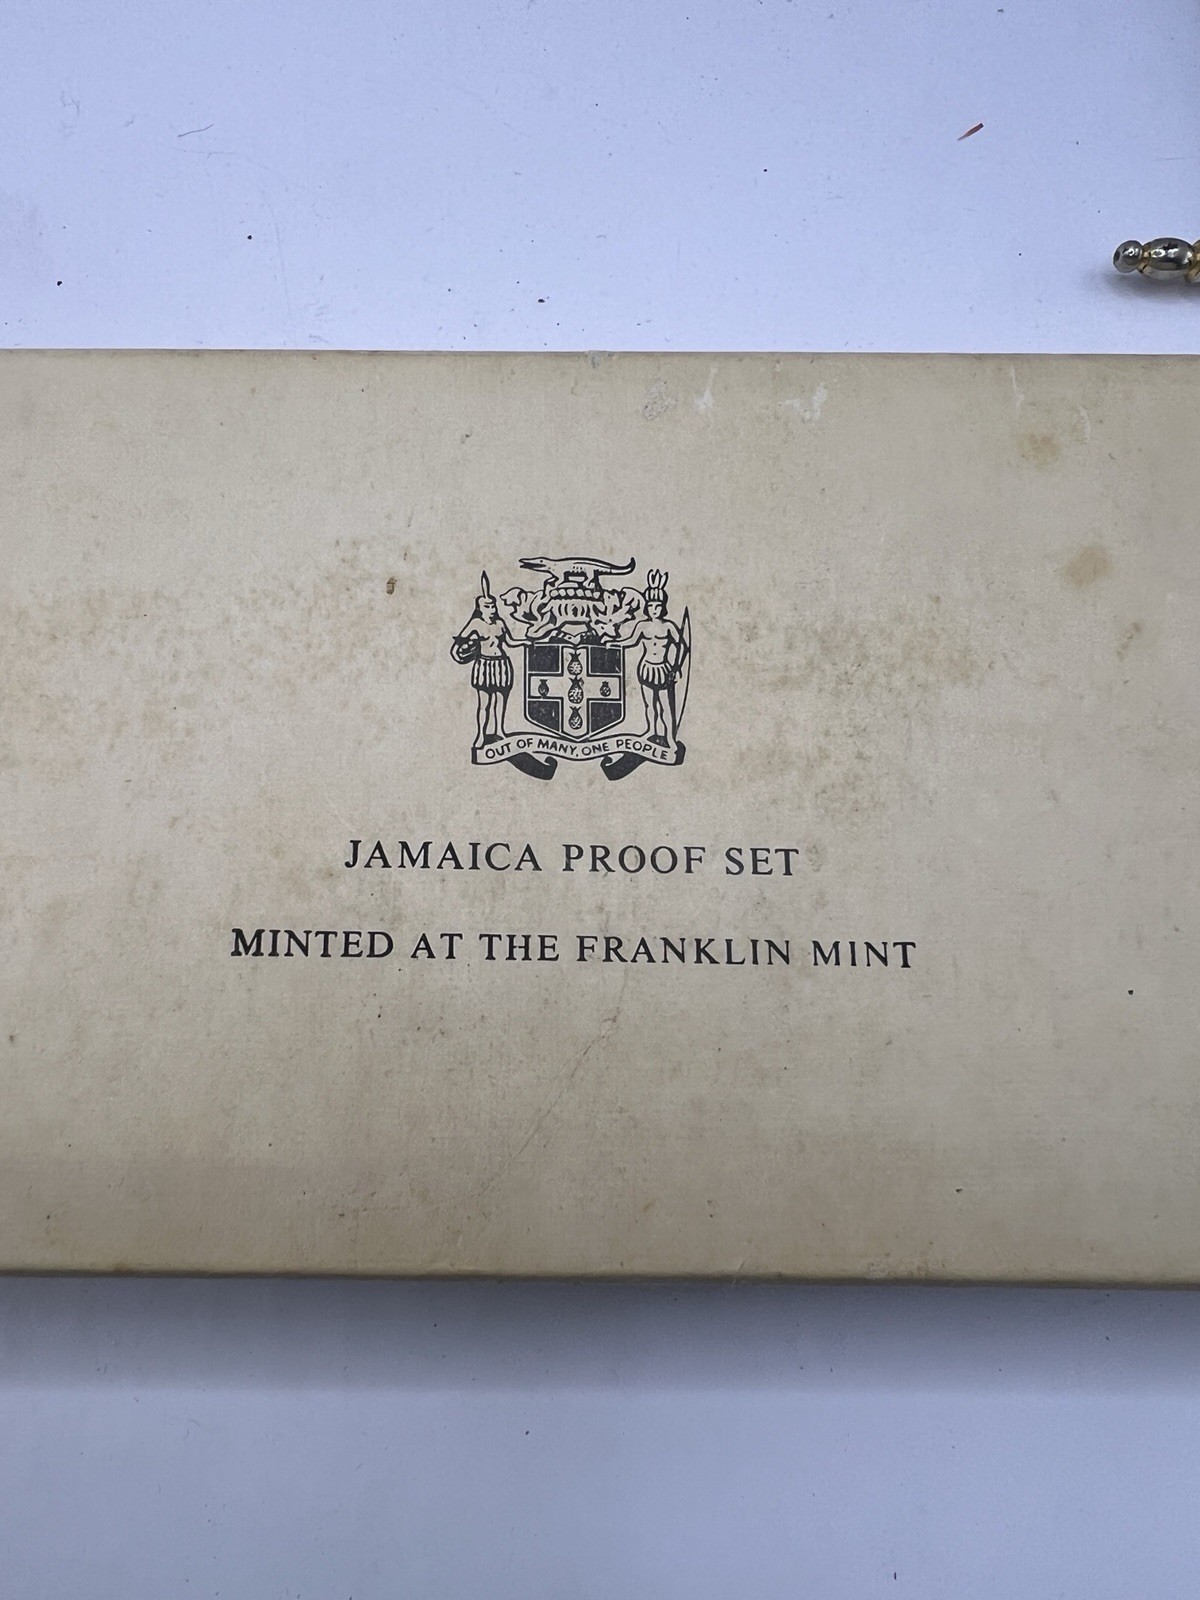 OUT OF MANY, ONE PEOPLE
JAMAICA PROOF SET
MINTED AT THE FRANKLIN MINT